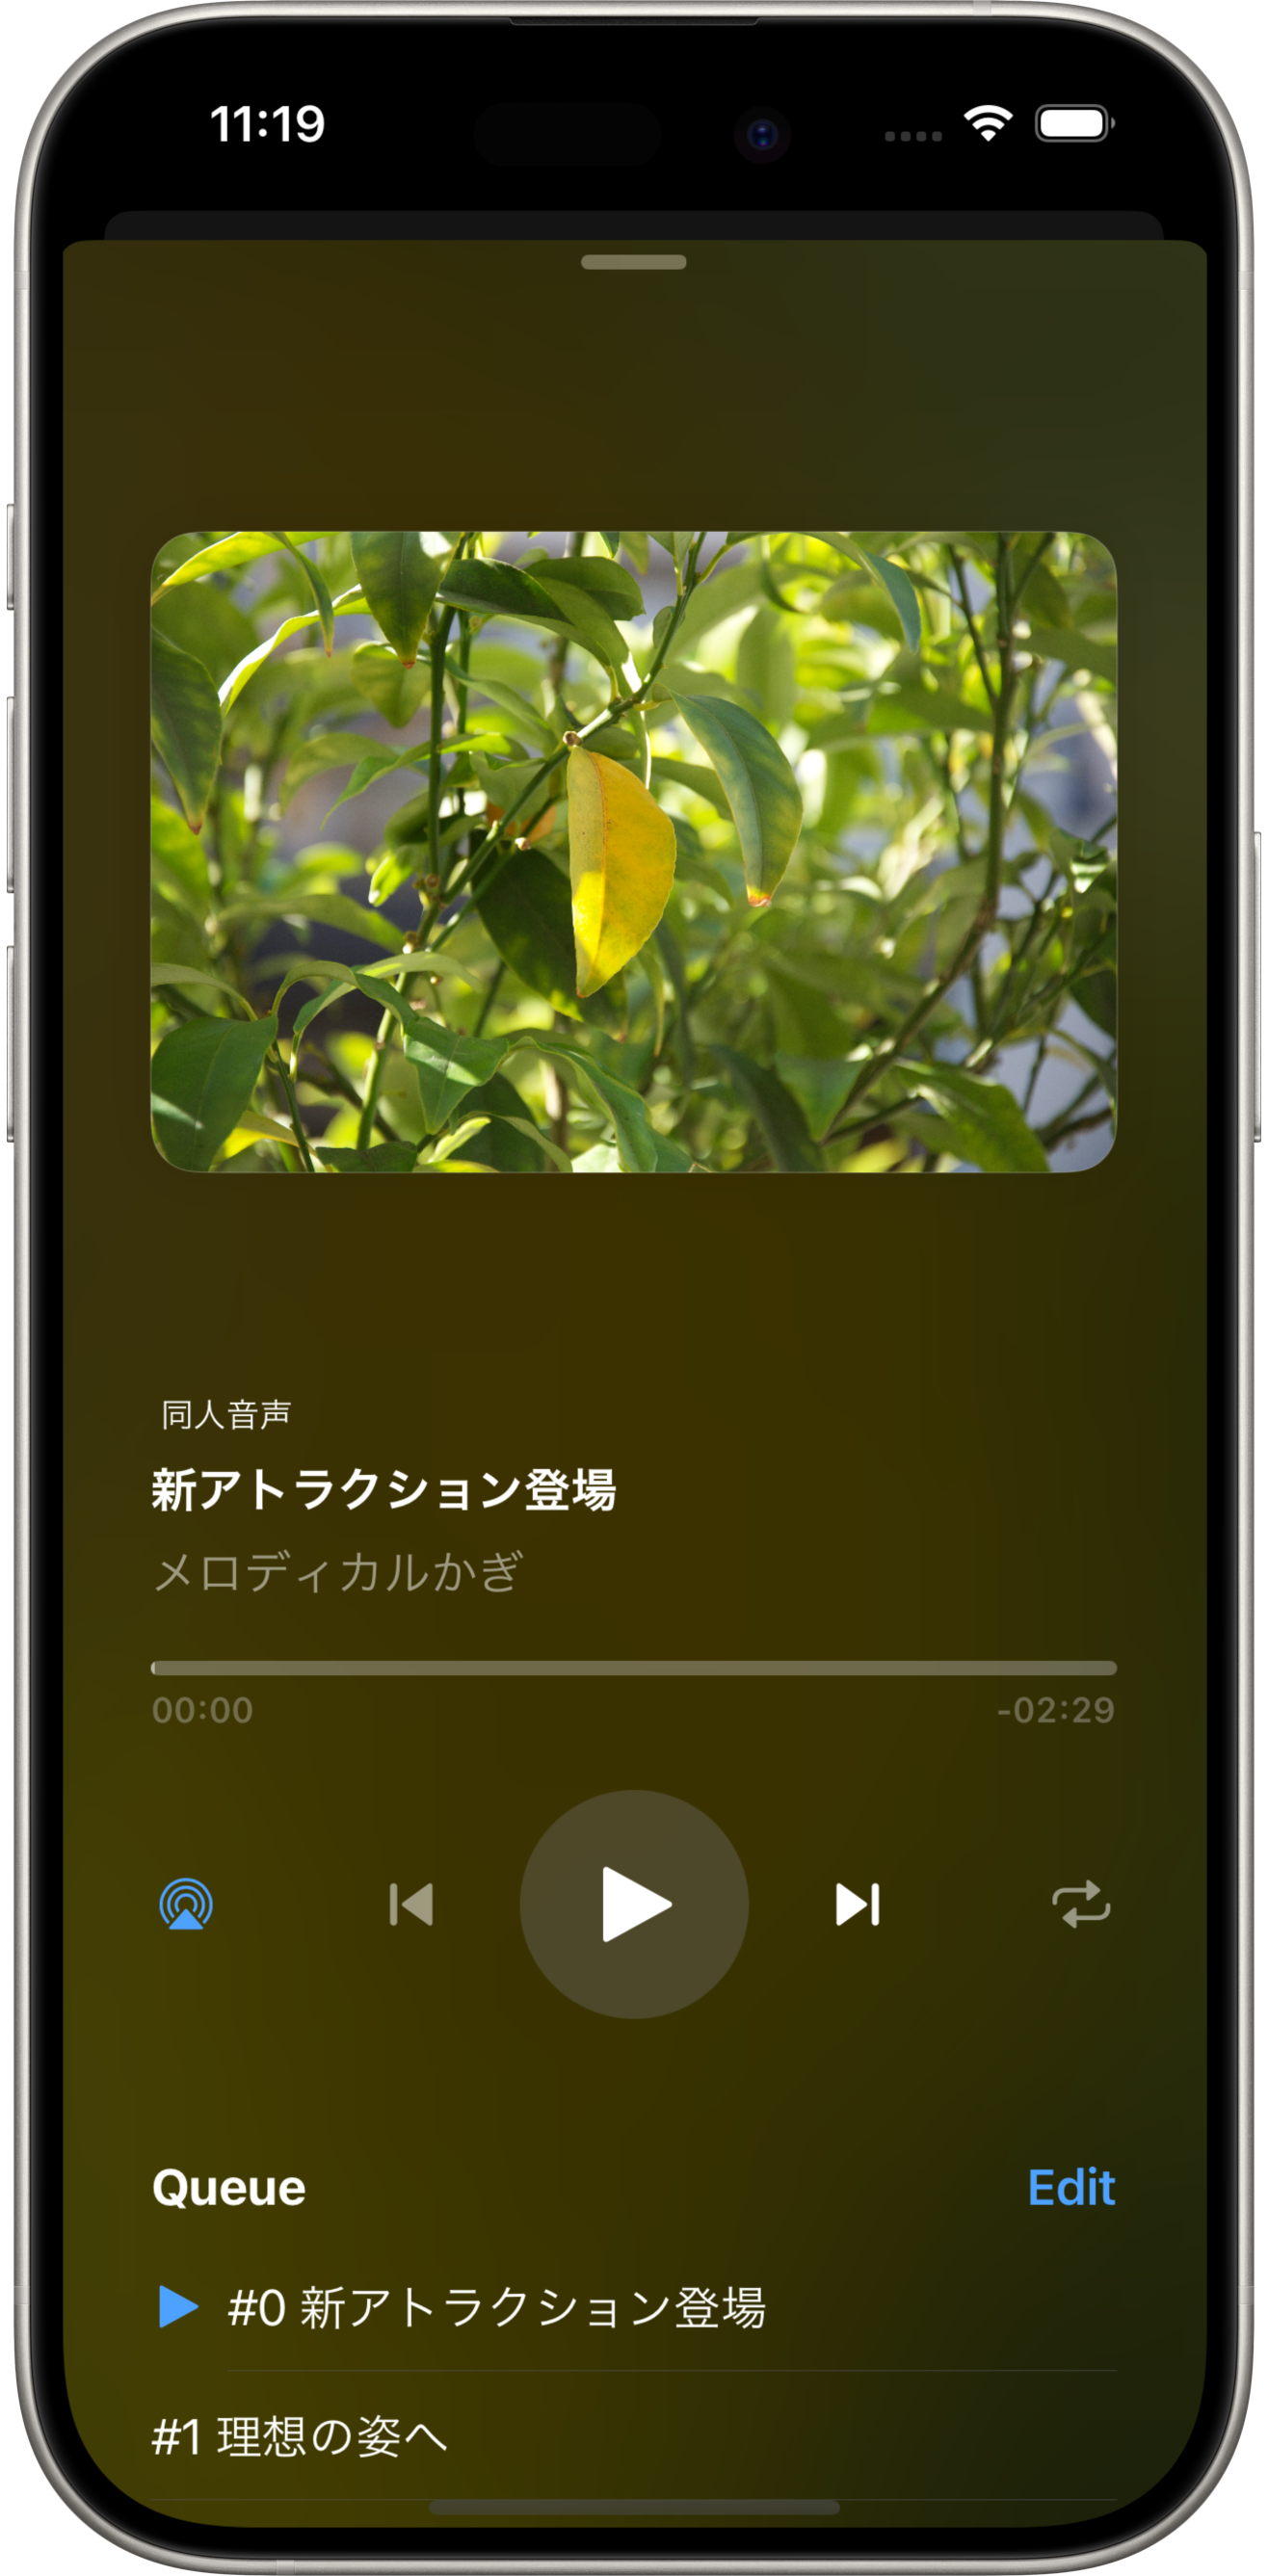 11:19
同人音声
新アトラクション登場
メロディカルかぎ
00:00 -02:29
Queue Edit
#0 新アトラクション登場
#1 理想の姿へ